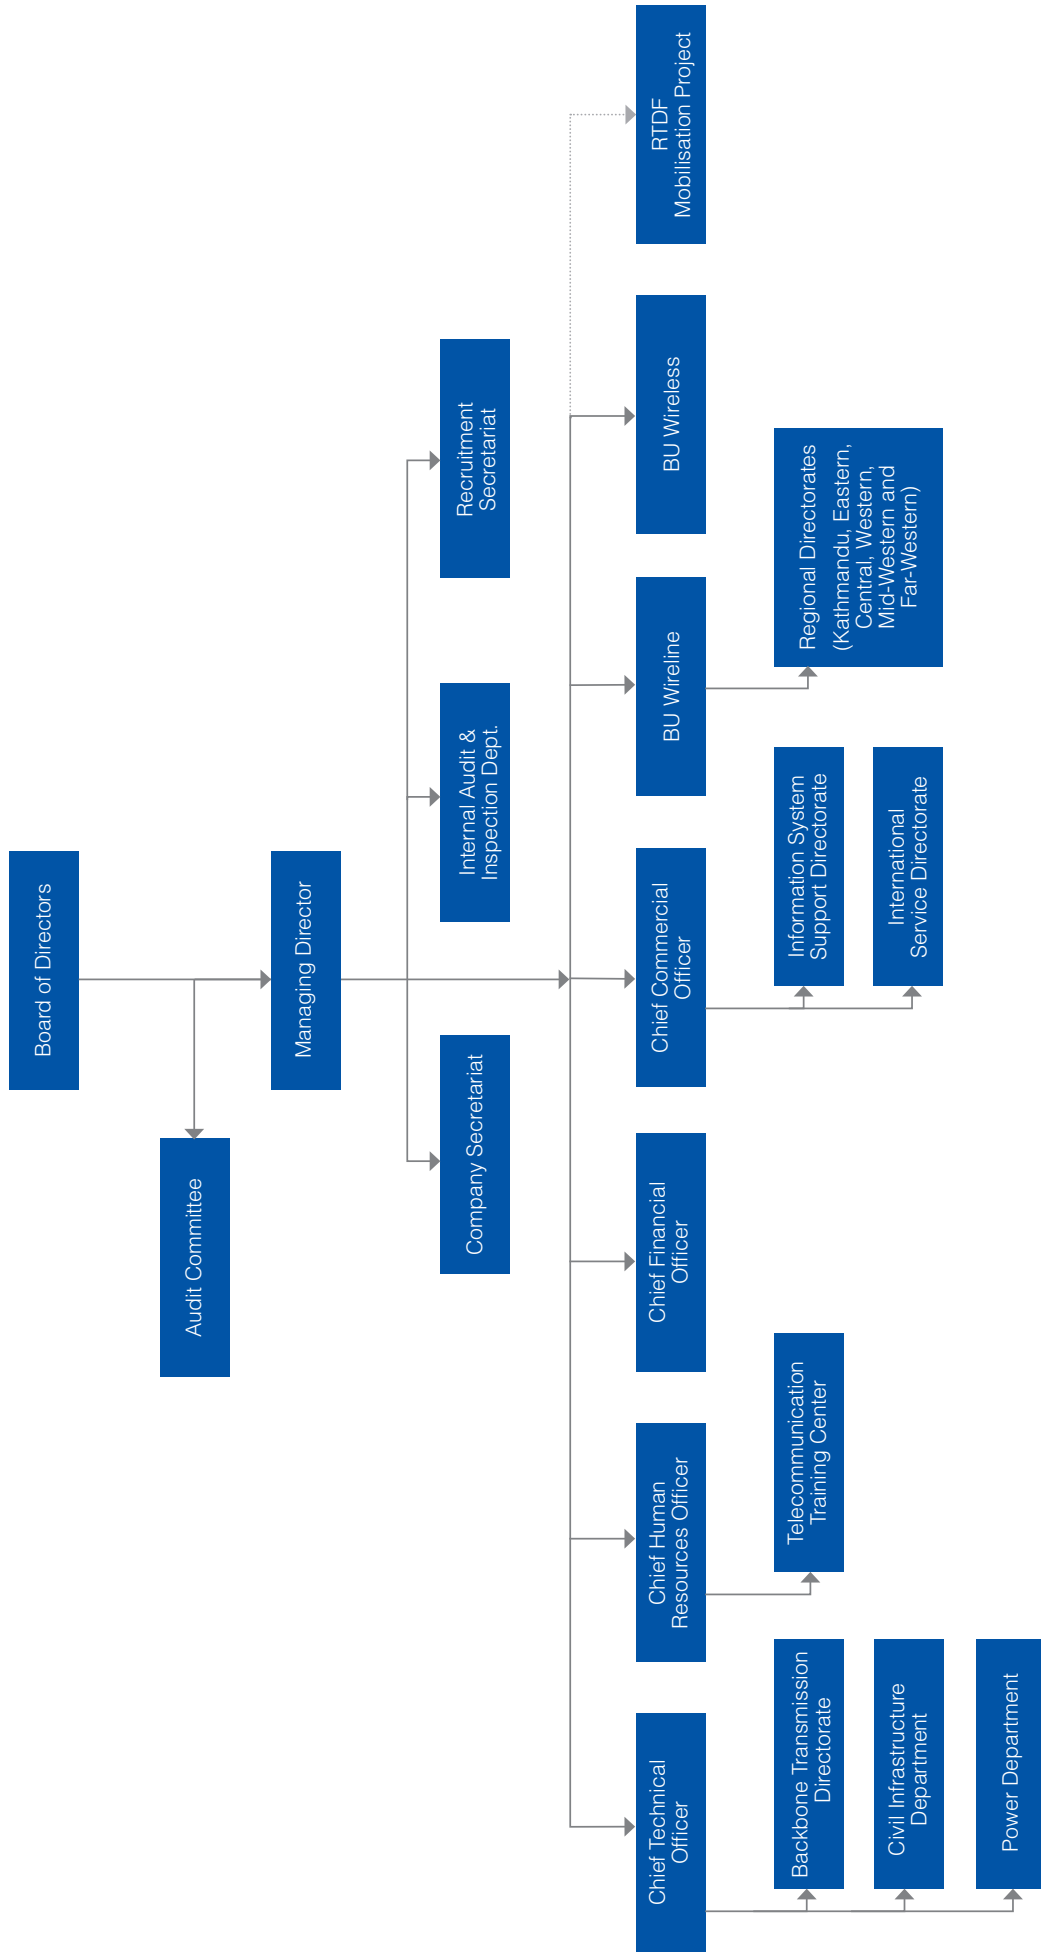 Board of Directors
Audit Committee
Managing Director
Company Secretariat
Internal Audit &
Inspection Dept.
Recruitment
Secretariat
Chief Technical
Officer
Chief Human
Resources Officer
Chief Financial
Officer
Chief Commercial
Officer
BU Wireline
BU Wireless
RTDF
Mobilisation Project
Backbone Transmission
Directorate
Civil Infrastructure
Department
Power Department
Telecommunication
Training Center
Information System
Support Directorate
International
Service Directorate
Regional Directorates
(Kathmandu, Eastern,
Central, Western,
Mid-Western and
Far-Western)